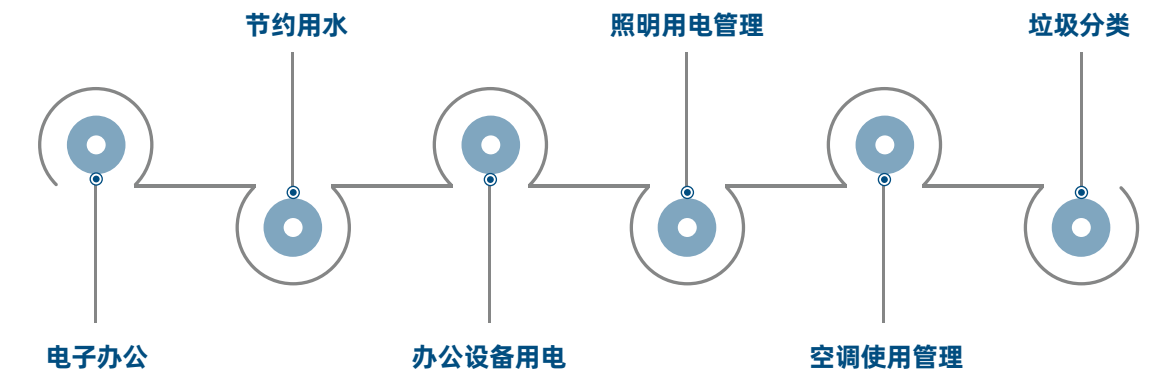 节约用水
照明用电管理
垃圾分类
电子办公
办公设备用电
空调使用管理